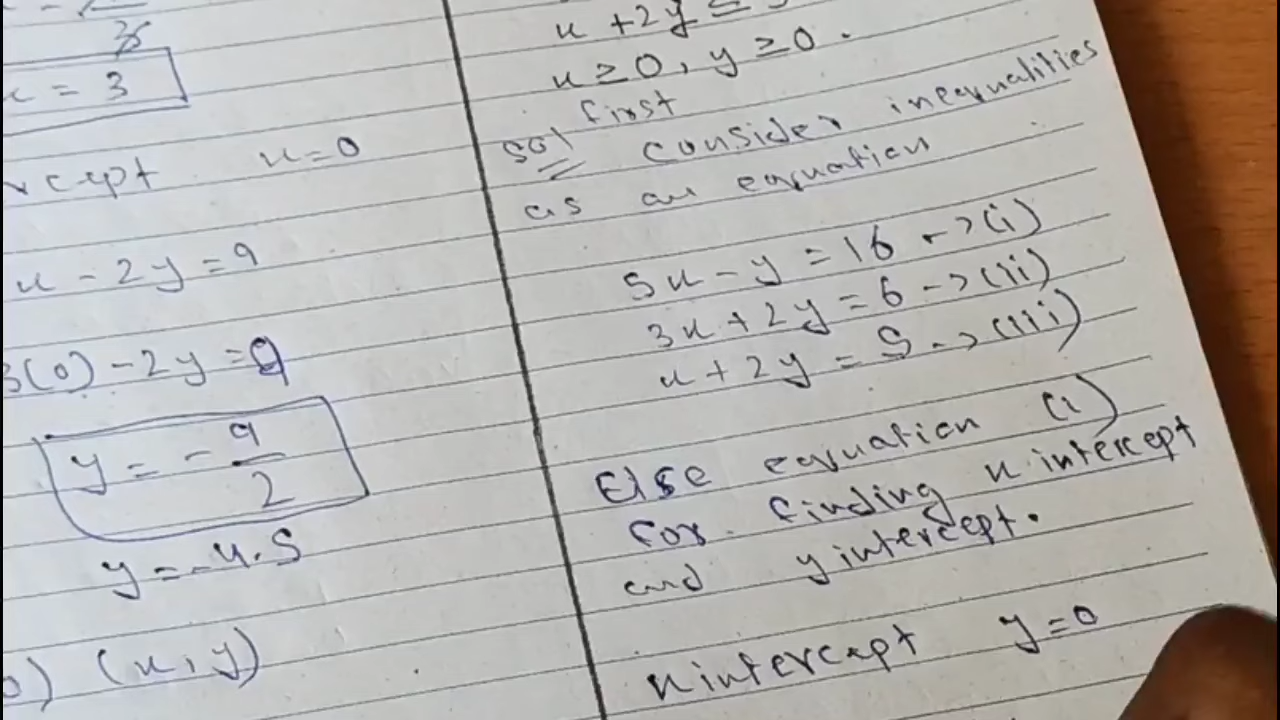 x = 3
rcept x=0
x - 2y = 9
3(0) - 2y = 9
y = - 9/2
y = -4.5
(x, y)
x + 2y ≤
x ≥ 0, y ≥ 0.
first
Sol consider inequalities
as an equation
5x - y = 16 -> (i)
3x + 2y = 6 -> (ii)
x + 2y = 5 -> (iii)
Else equation (i)
for finding x intercept
and y intercept.
x intercept y=0